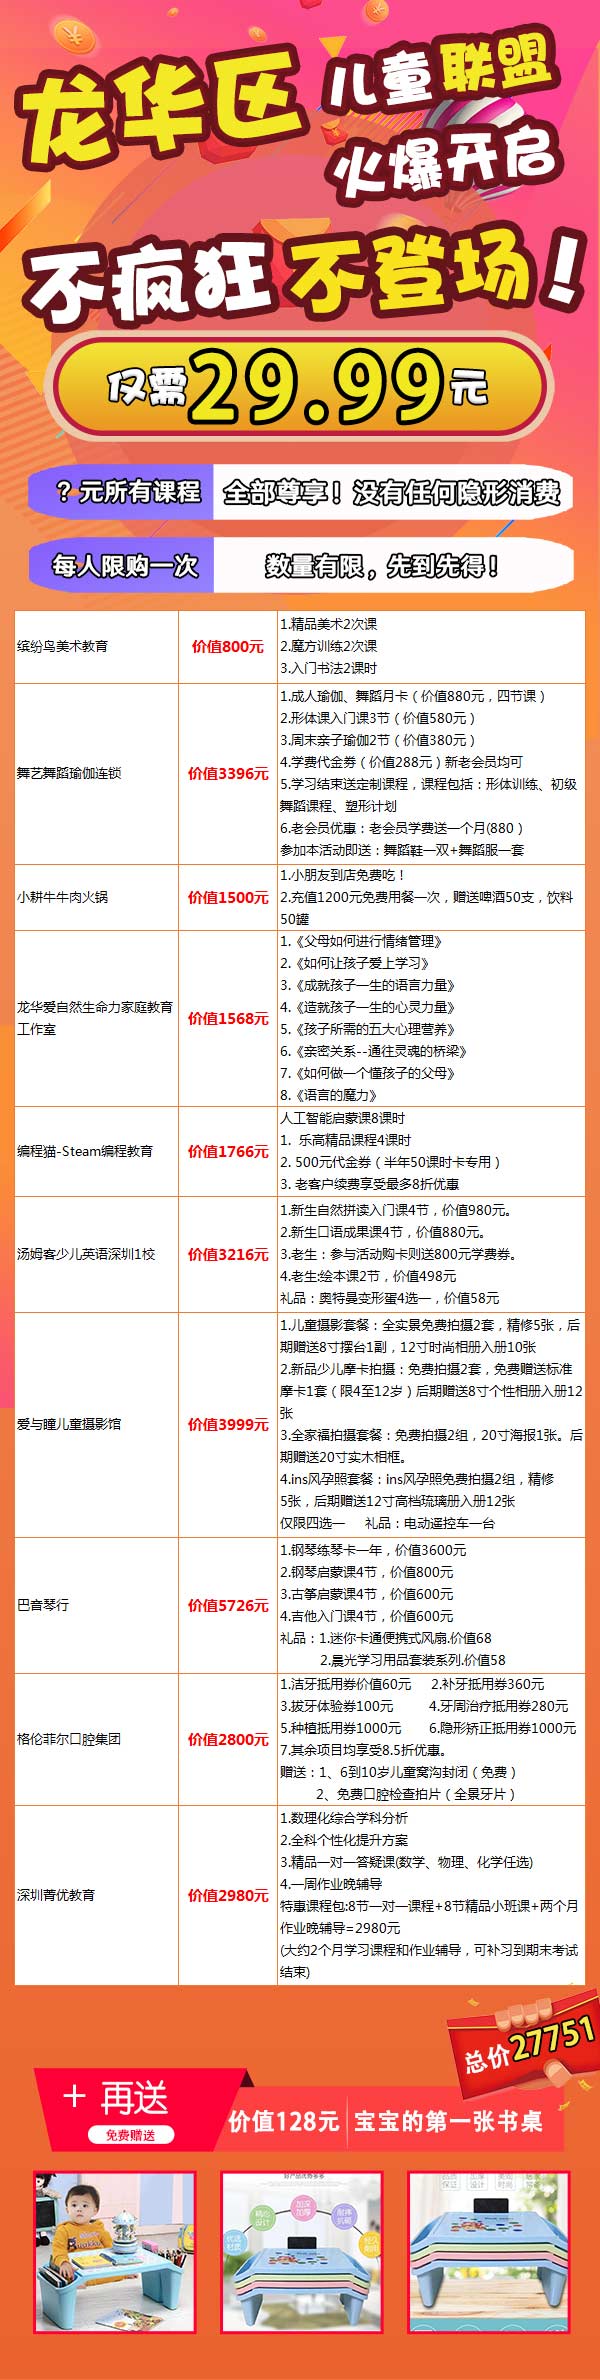 龙华区 儿童联盟
火爆开启
不疯狂 不登场！
仅需29.99元
？元所有课程 全部尊享！没有任何隐形消费
每人限购一次 数量有限，先到先得！
缤纷鸟美术教育 价值800元
1.精品美术2次课
2.魔方训练2次课
3.入门书法2课时
舞艺舞蹈瑜伽连锁 价值3396元
1.成人瑜伽、舞蹈月卡（价值880元，四节课）
2.形体课入门课3节（价值580元）
3.周末亲子瑜伽2节（价值380元）
4.学费代金券（价值288元）新老会员均可
5.学习结束送定制课程，课程包括：形体训练、初级
舞蹈课程、塑形计划
6.老会员优惠：老会员学费送一个月(880）
参加本活动即送：舞蹈鞋一双+舞蹈服一套
小耕牛牛肉火锅 价值1500元
1.小朋友到店免费吃！
2.充值1200元免费用餐一次，赠送啤酒50支，饮料
50罐
龙华爱自然生命力家庭教育
工作室 价值1568元
1.《父母如何进行情绪管理》
2.《如何让孩子爱上学习》
3.《成就孩子一生的语言力量》
4.《造就孩子一生的心灵力量》
5.《孩子所需的五大心理营养》
6.《亲密关系--通往灵魂的桥梁》
7.《如何做一个懂孩子的父母》
8.《语言的魔力》
编程猫-Steam编程教育 价值1766元
人工智能启蒙课8课时
1. 乐高精品课程4课时
2. 500元代金券（半年50课时卡专用）
3. 老客户续费享受最多8折优惠
汤姆客少儿英语深圳1校 价值3216元
1.新生自然拼读入门课4节，价值980元。
2.新生口语成果课4节，价值880元。
3.老生：参与活动购卡则送800元学费券。
4.老生:绘本课2节，价值498元
礼品：奥特曼变形蛋4选一，价值58元
爱与瞳儿童摄影馆 价值3999元
1.儿童摄影套餐：全实景免费拍摄2套，精修5张，后
期赠送8寸摆台1副，12寸时尚相册入册10张
2.新品少儿摩卡拍摄：免费拍摄2套，免费赠送标准
摩卡1套（限4至12岁）后期赠送8寸个性相册入册12
张
3.全家福拍摄套餐：免费拍摄2组，20寸海报1张。后
期赠送20寸实木相框。
4.ins风孕照套餐：ins风孕照免费拍摄2组，精修
5张，后期赠送12寸高档琉璃册入册12张
仅限四选一 礼品：电动遥控车一台
巴音琴行 价值5726元
1.钢琴练琴卡一年，价值3600元
2.钢琴启蒙课4节，价值800元
3.古筝启蒙课4节，价值600元
4.吉他入门课4节，价值600元
礼品：1.迷你卡通便携式风扇.价值68
2.晨光学习用品套装系列.价值58
格伦菲尔口腔集团 价值2800元
1.洁牙抵用券价值60元 2.补牙抵用券360元
3.拔牙体验券100元 4.牙周治疗抵用券280元
5.种植抵用券1000元 6.隐形矫正抵用券1000元
7.其余项目均享受8.5折优惠。
赠送：1、6到10岁儿童窝沟封闭（免费）
2、免费口腔检查拍片（全景牙片）
深圳菁优教育 价值2980元
1.数理化综合学科分析
2.全科个性化提升方案
3.精品一对一答疑课(数学、物理、化学任选)
4.一周作业晚辅导
特惠课程包:8节一对一课程+8节精品小班课+两个月
作业晚辅导=2980元
(大约2个月学习课程和作业辅导，可补习到期末考试
结束)
总价27751
+ 再送
免费赠送
价值128元 宝宝的第一张书桌
精心
设计
加深
加厚